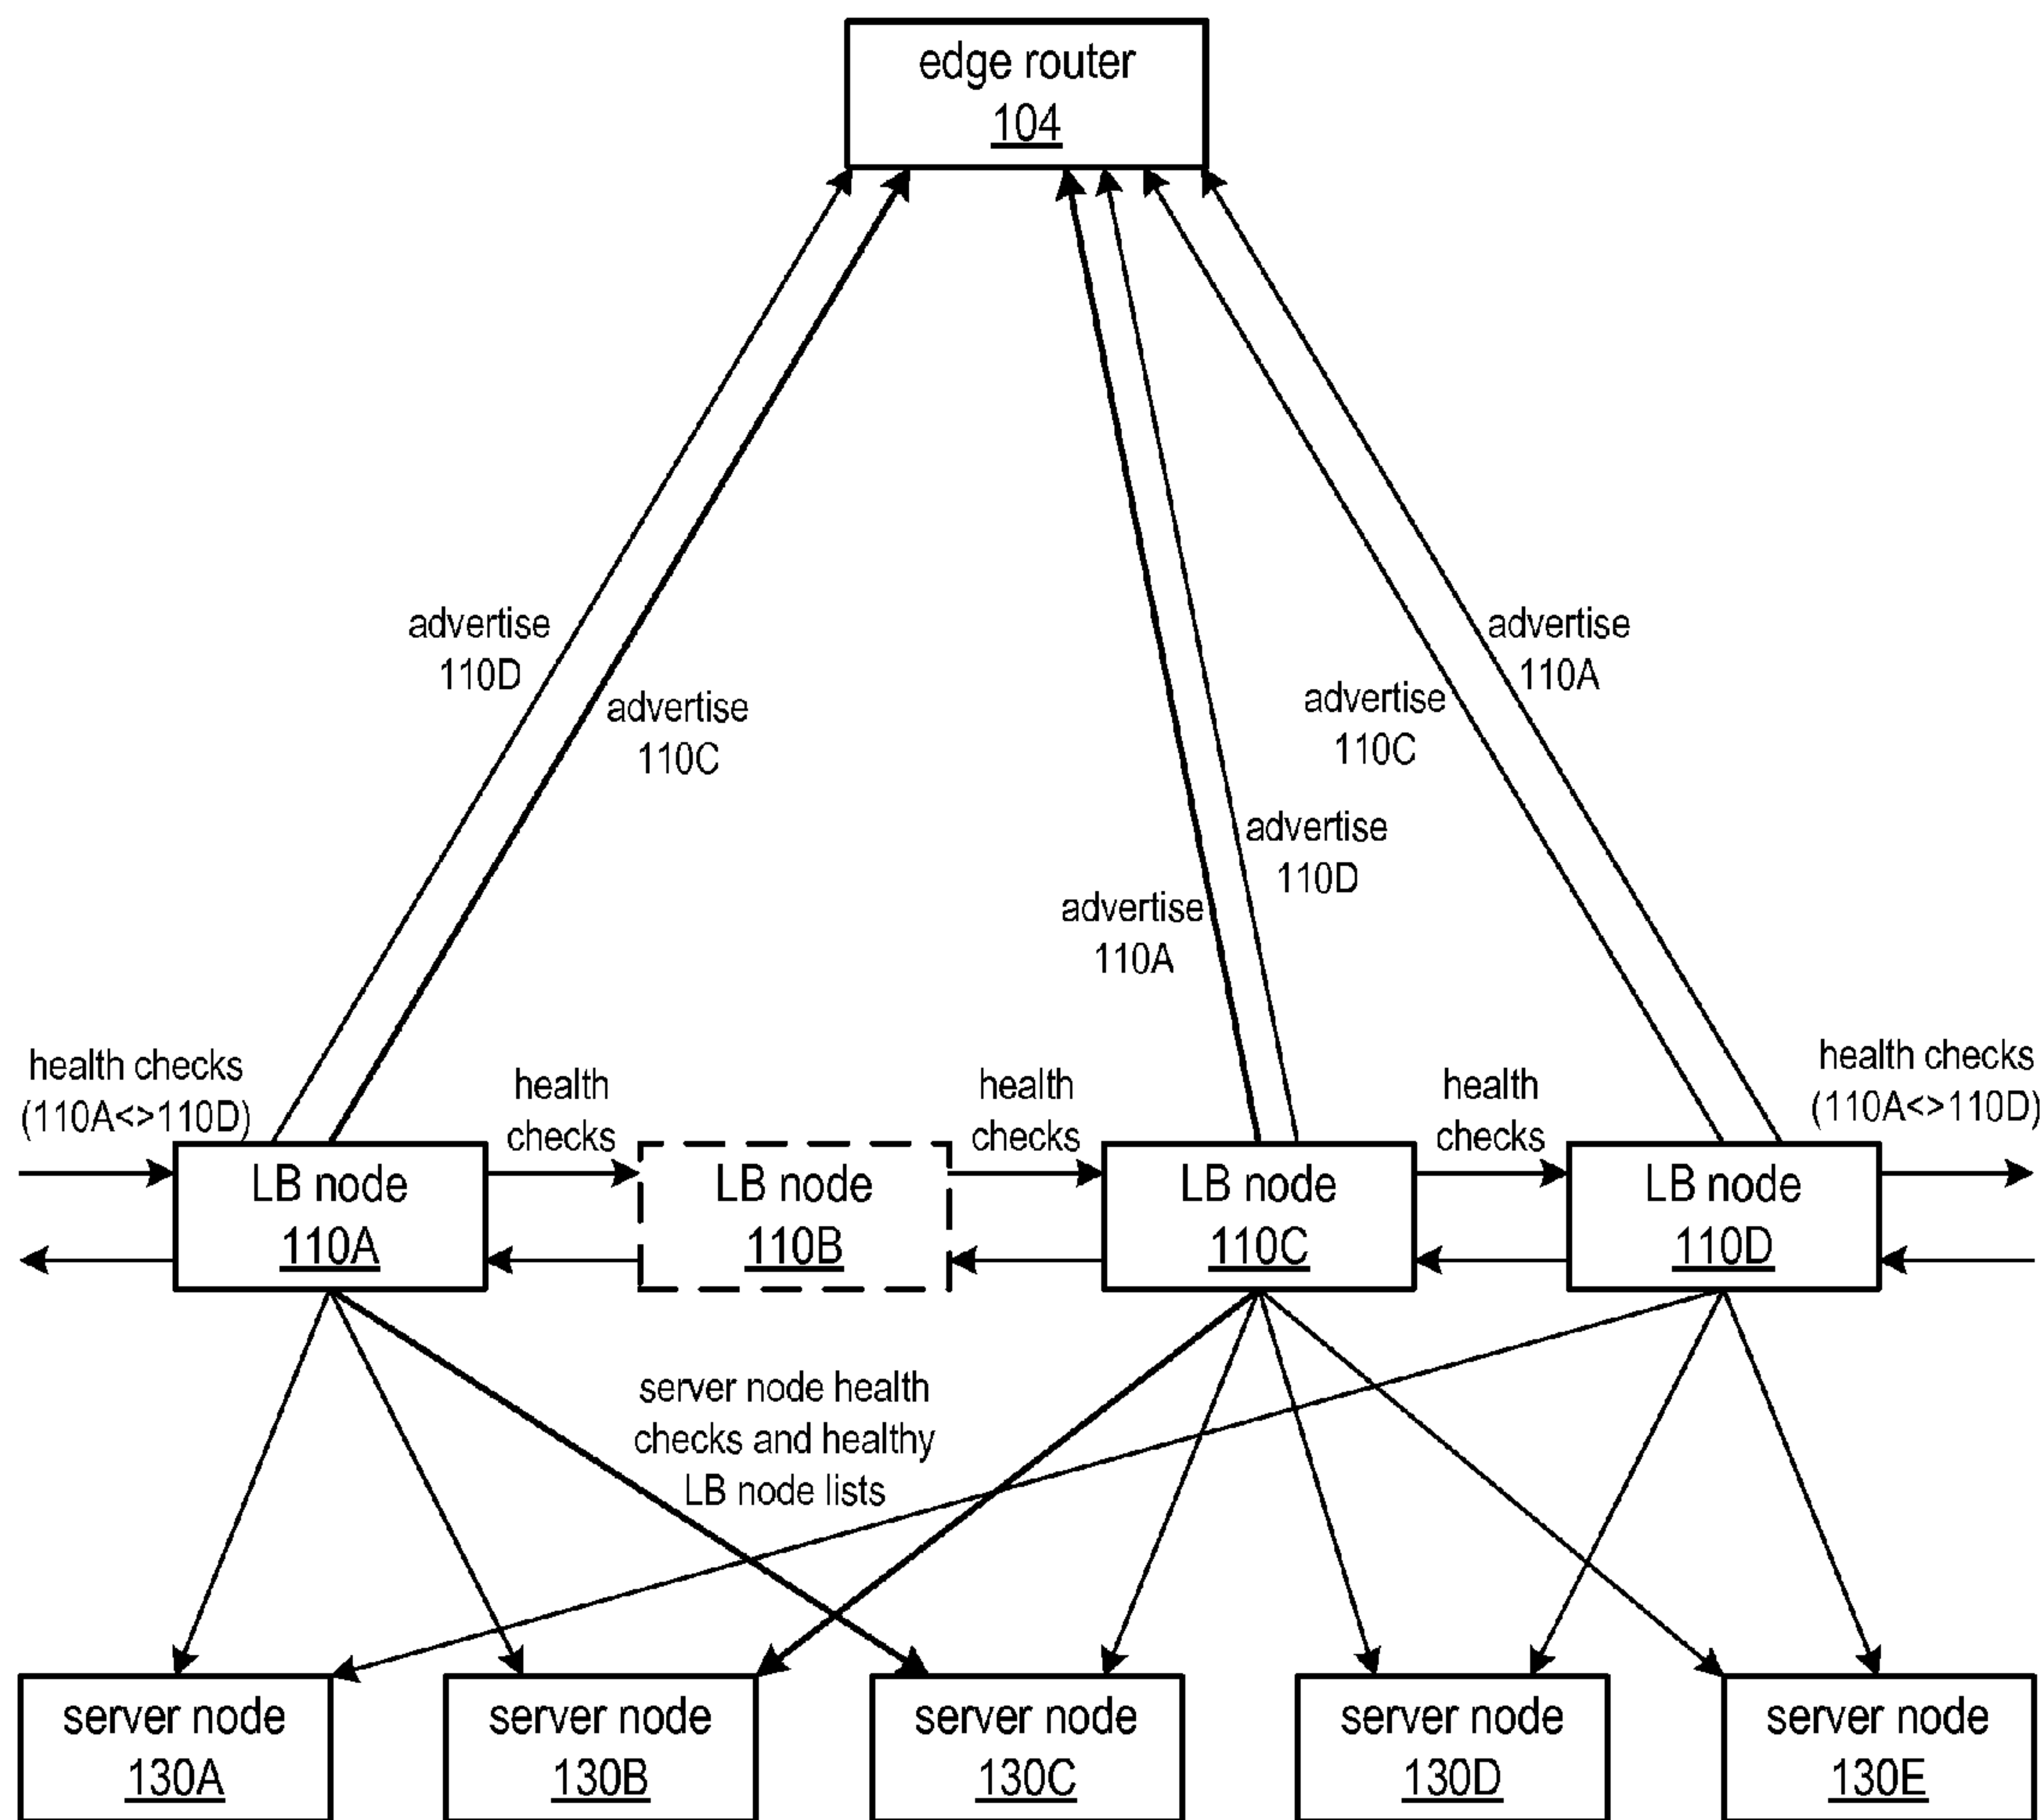 edge router
104
advertise
110D
advertise
110C
advertise
110A
advertise
110C
advertise
110D
advertise
110A
health checks
(110A<>110D)
health
checks
health
checks
health
checks
health checks
(110A<>110D)
LB node
110A
LB node
110B
LB node
110C
LB node
110D
server node health
checks and healthy
LB node lists
server node
130A
server node
130B
server node
130C
server node
130D
server node
130E